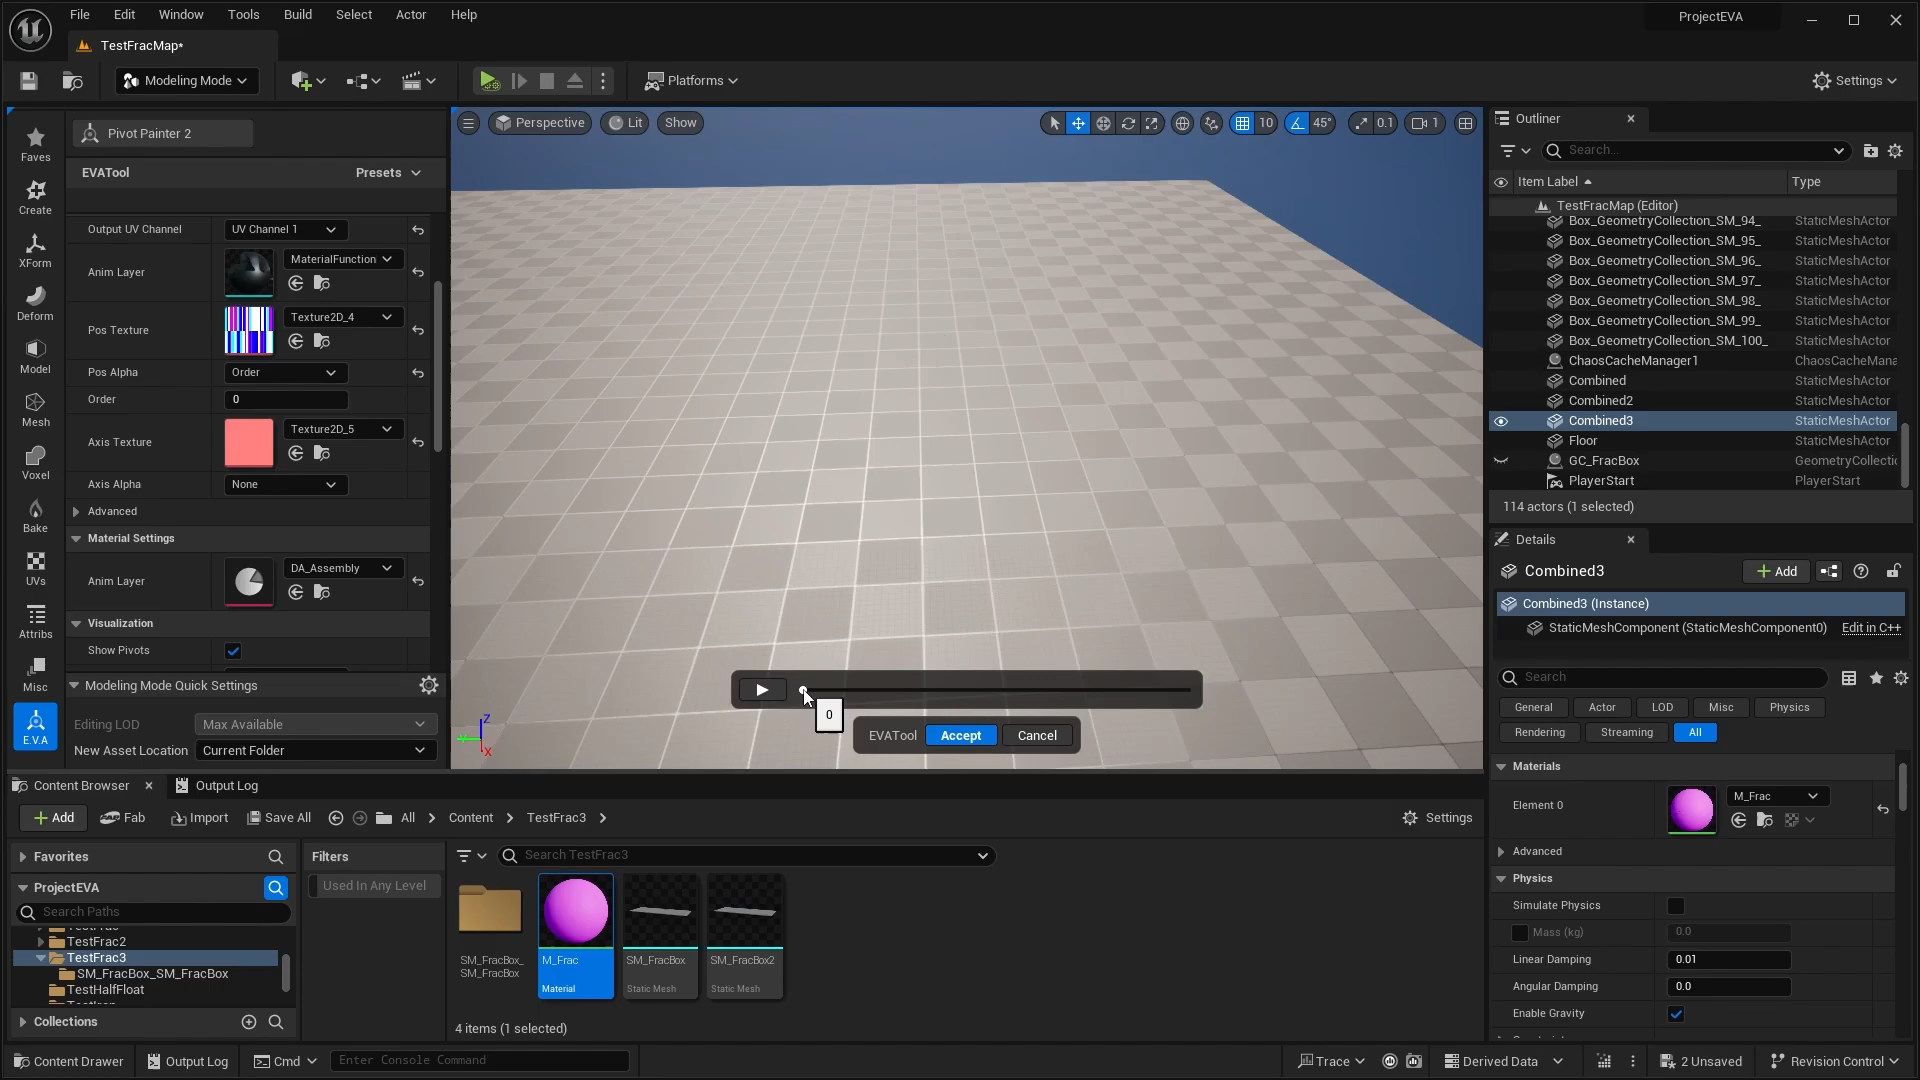 File Edit Window Tools Build Select Actor Help
ProjectEVA
TestFracMap*
Modeling Mode
Platforms
Settings
Pivot Painter 2
EVATool
Presets
Faves
Create
XForm
Deform
Model
Mesh
Voxel
Bake
UVs
Attribs
Misc
E.V.A
Output UV Channel UV Channel 1
Anim Layer MaterialFunction
Pos Texture Texture2D_4
Pos Alpha Order
Order 0
Axis Texture Texture2D_5
Axis Alpha None
Advanced
Material Settings
Anim Layer DA_Assembly
Visualization
Show Pivots
Modeling Mode Quick Settings
Editing LOD Max Available
New Asset Location Current Folder
Perspective Lit Show
10 45° 0.1 1
Z
X
0
EVATool Accept Cancel
Outliner
Search...
Item Label Type
TestFracMap (Editor)
Box_GeometryCollection_SM_94_ StaticMeshActor
Box_GeometryCollection_SM_95_ StaticMeshActor
Box_GeometryCollection_SM_96_ StaticMeshActor
Box_GeometryCollection_SM_97_ StaticMeshActor
Box_GeometryCollection_SM_98_ StaticMeshActor
Box_GeometryCollection_SM_99_ StaticMeshActor
Box_GeometryCollection_SM_100_ StaticMeshActor
ChaosCacheManager1 ChaosCacheMana
Combined StaticMeshActor
Combined2 StaticMeshActor
Combined3 StaticMeshActor
Floor StaticMeshActor
GC_FracBox GeometryCollectic
PlayerStart PlayerStart
114 actors (1 selected)
Details
Combined3
Add
Combined3 (Instance)
StaticMeshComponent (StaticMeshComponent0) Edit in C++
Search
General Actor LOD Misc Physics
Rendering Streaming All
Materials
Element 0 M_Frac
Advanced
Physics
Simulate Physics
Mass (kg) 0.0
Linear Damping 0.01
Angular Damping 0.0
Enable Gravity
Content Browser
Output Log
Add Fab Import Save All All Content TestFrac3
Settings
Favorites
ProjectEVA
Search Paths
TestFrac2
TestFrac3
SM_FracBox_SM_FracBox
TestHalfFloat
Collections
Filters
Used In Any Level
Search TestFrac3
SM_FracBox_
SM_FracBox
M_Frac
Material
SM_FracBox
Static Mesh
SM_FracBox2
Static Mesh
4 items (1 selected)
Content Drawer Output Log Cmd Enter Console Command
Trace Derived Data 2 Unsaved Revision Control